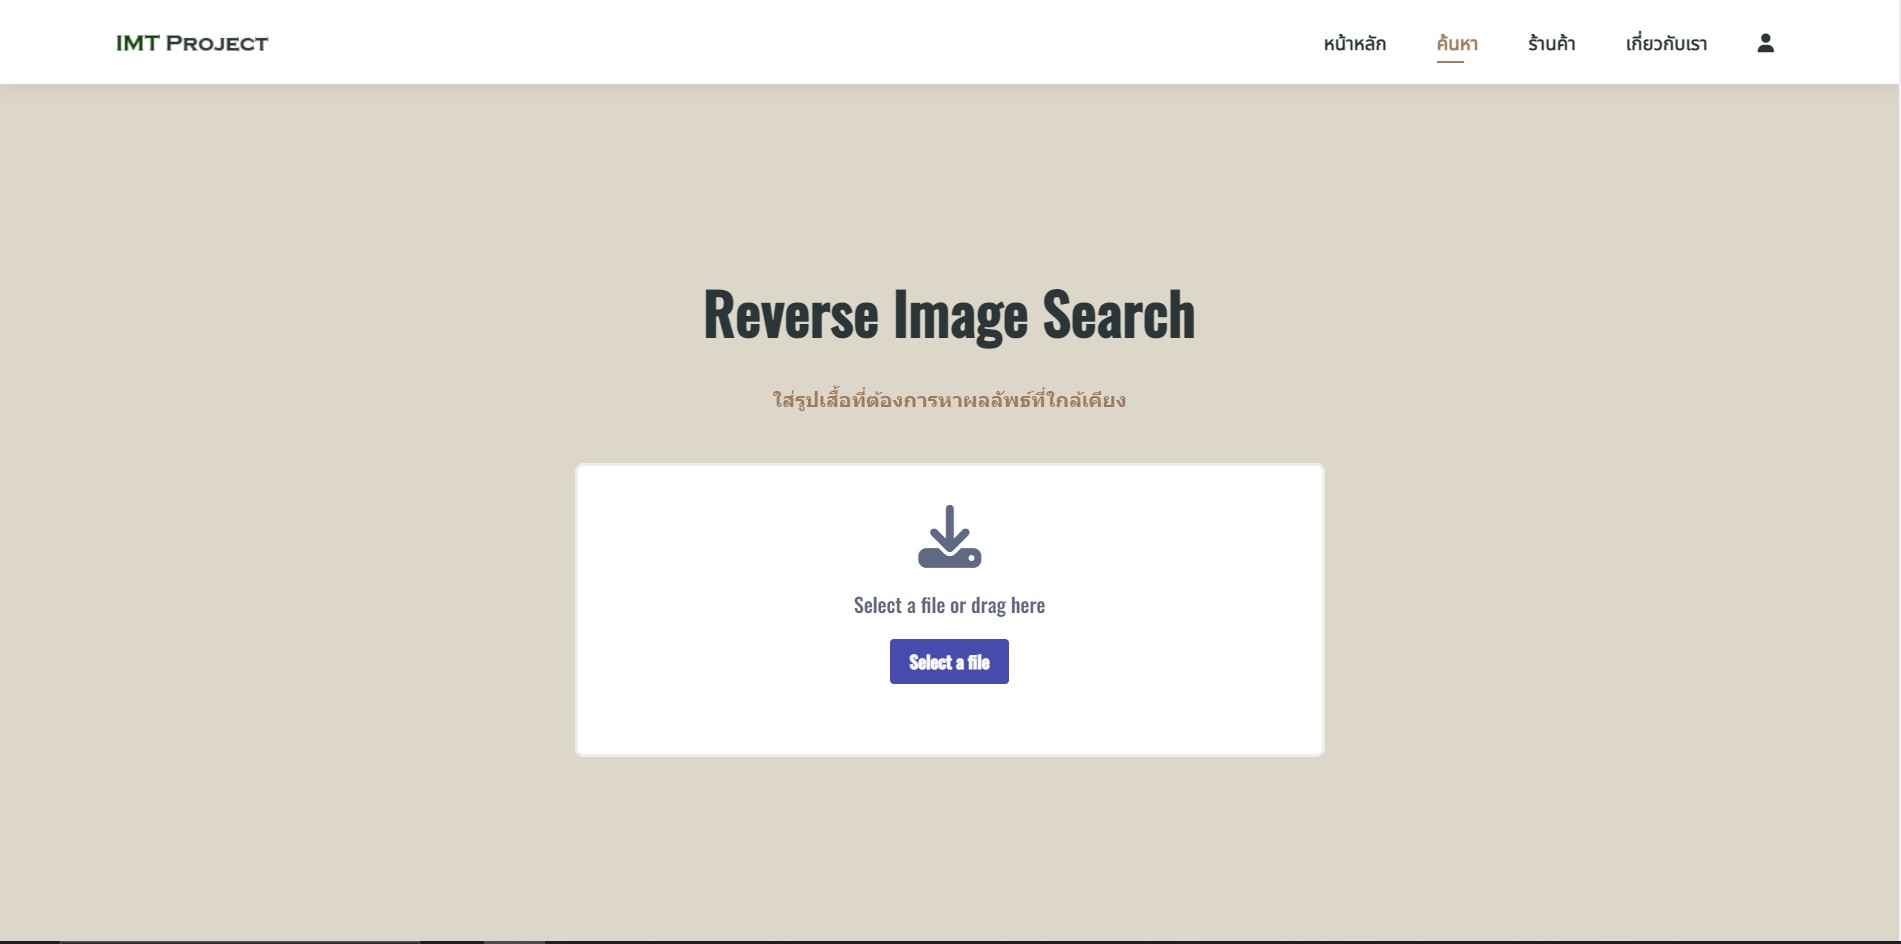 IMT PROJECT
หน้าหลัก ค้นหา ร้านค้า เกี่ยวกับเรา
Reverse Image Search
ใส่รูปเสื้อที่ต้องการหาผลลัพธ์ที่ใกล้เคียง
Select a file or drag here
Select a file